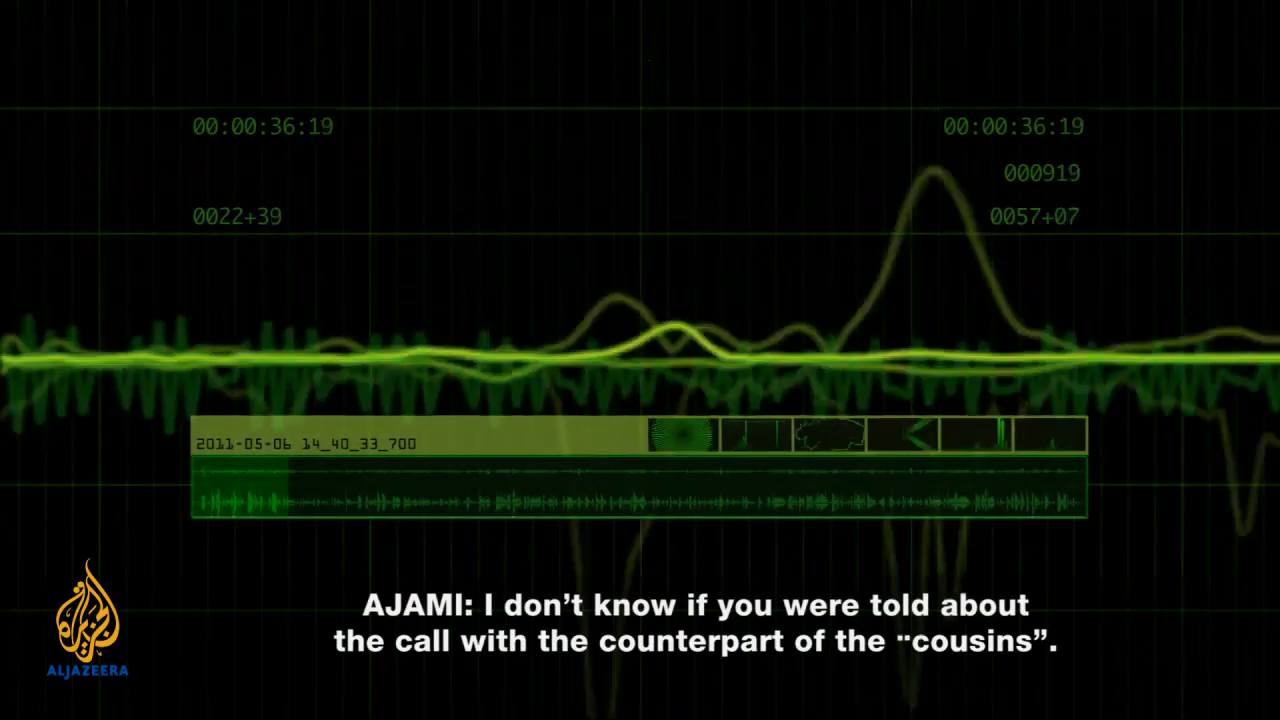 00:00:36:19
00:00:36:19
000919
0022+39
0057+07
2011-05-06 14_40_33_700
AJAMI: I don’t know if you were told about
the call with the counterpart of the “cousins”.
الجزيرة
ALJAZEERA